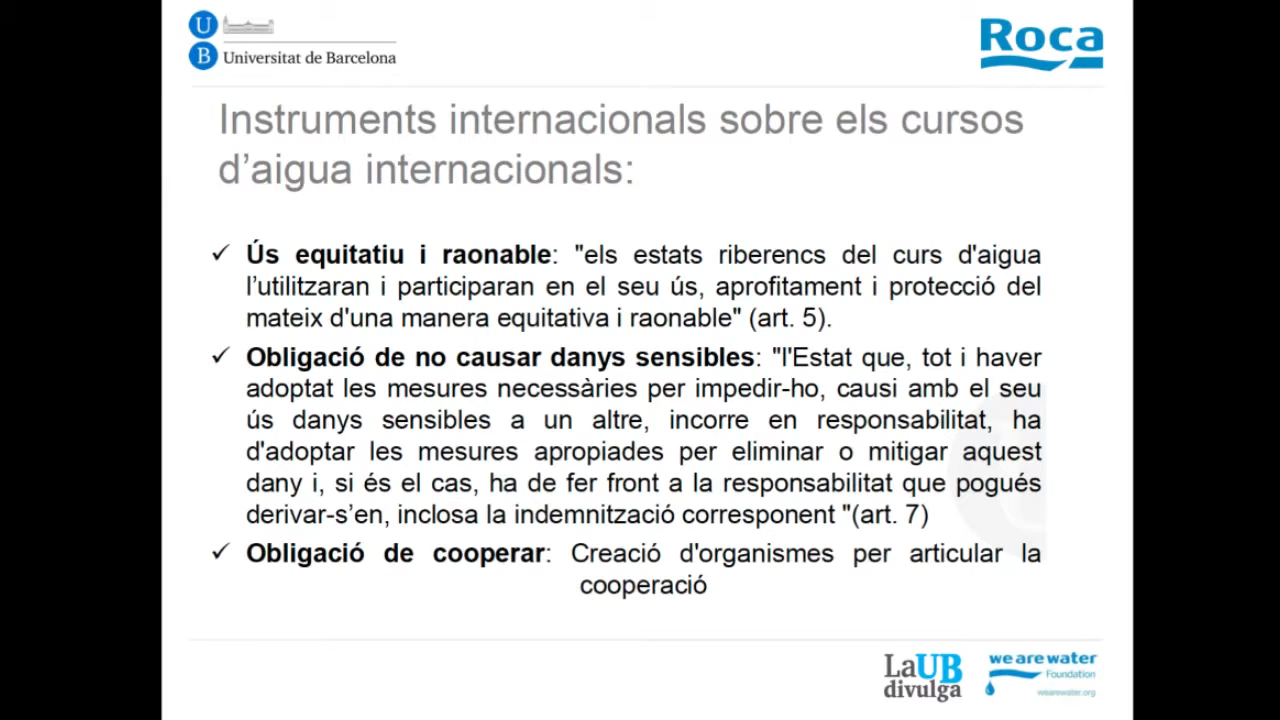 U
B Universitat de Barcelona
Roca
Instruments internacionals sobre els cursos
d’aigua internacionals:
✓ Ús equitatiu i raonable: "els estats riberencs del curs d'aigua
l’utilitzaran i participaran en el seu ús, aprofitament i protecció del
mateix d'una manera equitativa i raonable" (art. 5).
✓ Obligació de no causar danys sensibles: "l'Estat que, tot i haver
adoptat les mesures necessàries per impedir-ho, causi amb el seu
ús danys sensibles a un altre, incorre en responsabilitat, ha
d'adoptar les mesures apropiades per eliminar o mitigar aquest
dany i, si és el cas, ha de fer front a la responsabilitat que pogués
derivar-s’en, inclosa la indemnització corresponent "(art. 7)
✓ Obligació de cooperar: Creació d'organismes per articular la
cooperació
La UB
divulga
we are water
Foundation
wearewater.org